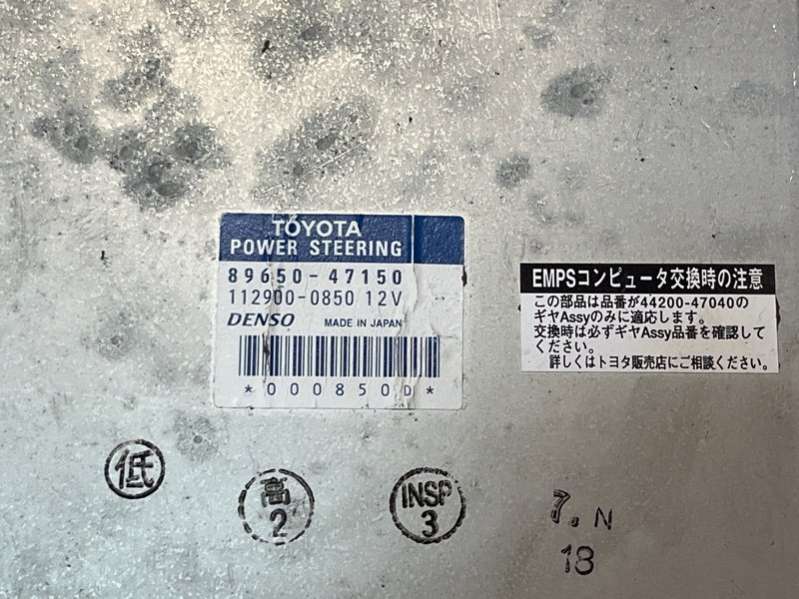 TOYOTA
POWER STEERING
89650-47150
112900-0850 12V
DENSO MADE IN JAPAN
*000850D*
EMPSコンピュータ交換時の注意
この部品は品番が44200-47040の
ギヤAssyのみに適応します。
交換時は必ずギヤAssy品番を確認して
ください。
詳しくはトヨタ販売店にご相談ください。
低
高
2
INSP
3
7. N
18